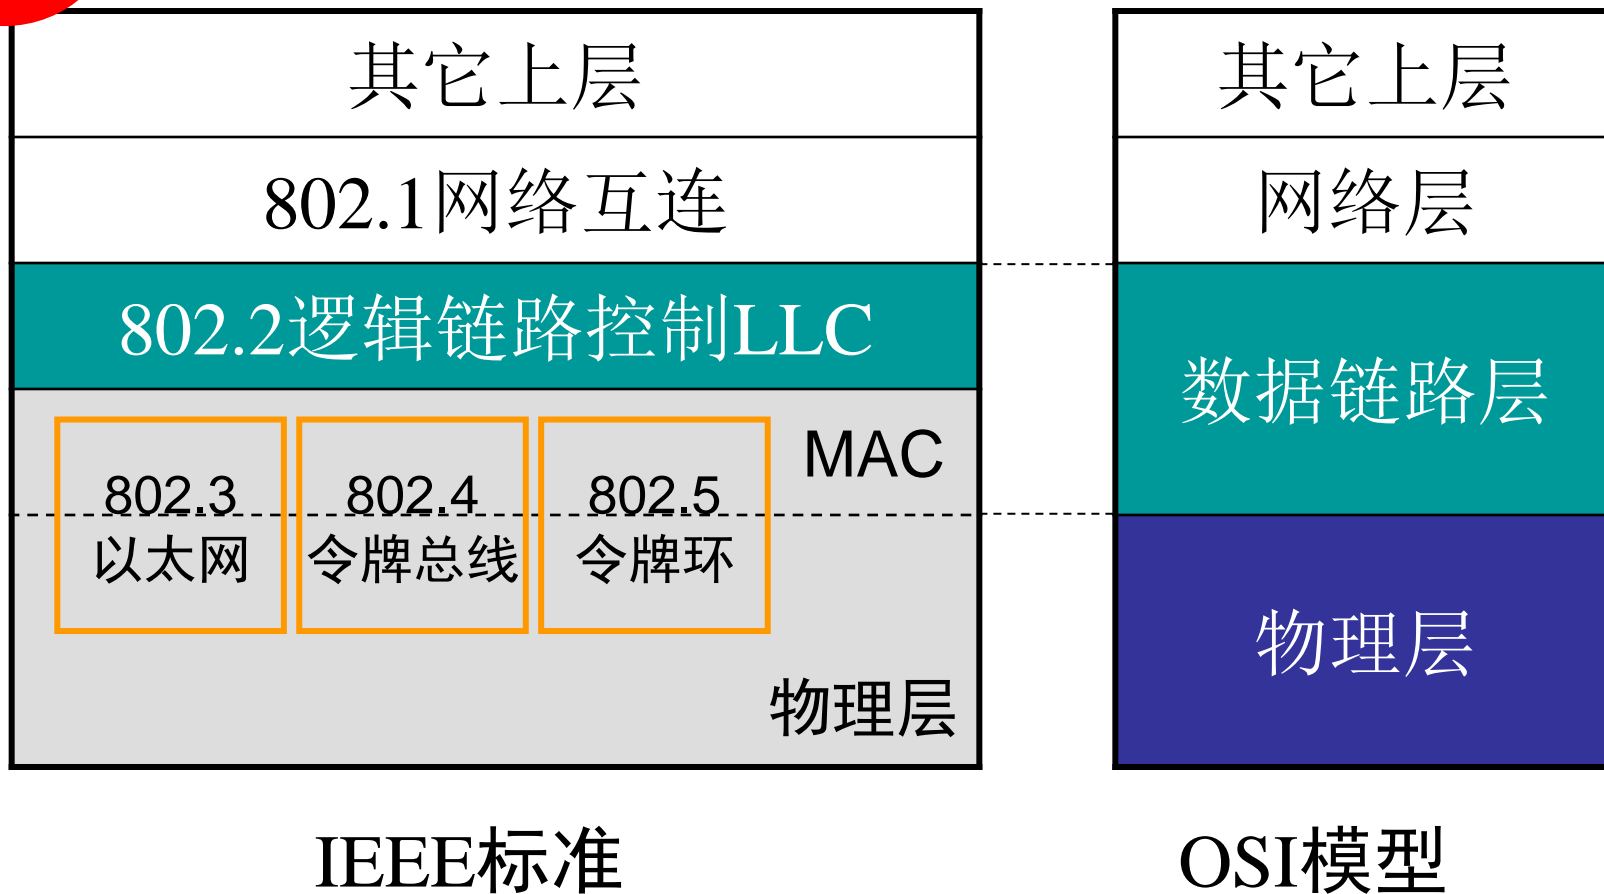 其它上层
802.1网络互连
802.2逻辑链路控制LLC
MAC
802.3
以太网
802.4
令牌总线
802.5
令牌环
物理层
IEEE标准
其它上层
网络层
数据链路层
物理层
OSI模型